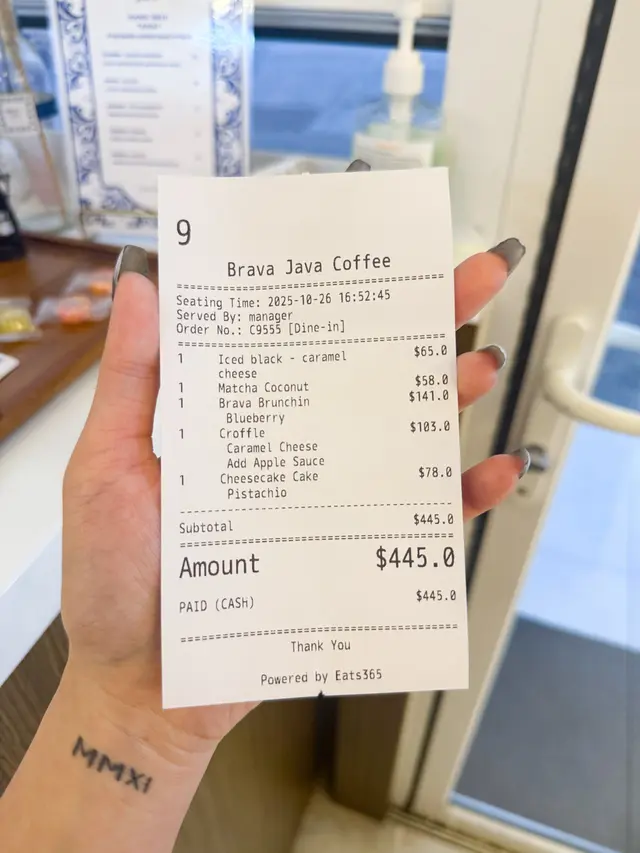 9
Brava Java Coffee
================================================
Seating Time: 2025-10-26 16:52:45
Served By: manager
Order No.: C9555 [Dine-in]
================================================
1 Iced black - caramel $65.0
cheese
1 Matcha Coconut $58.0
1 Brava Brunchin $141.0
Blueberry
1 Croffle $103.0
Caramel Cheese
Add Apple Sauce
1 Cheesecake Cake $78.0
Pistachio
------------------------------------------------
Subtotal $445.0
================================================
Amount $445.0
PAID (CASH) $445.0
================================================
Thank You
Powered by Eats365
MMXI